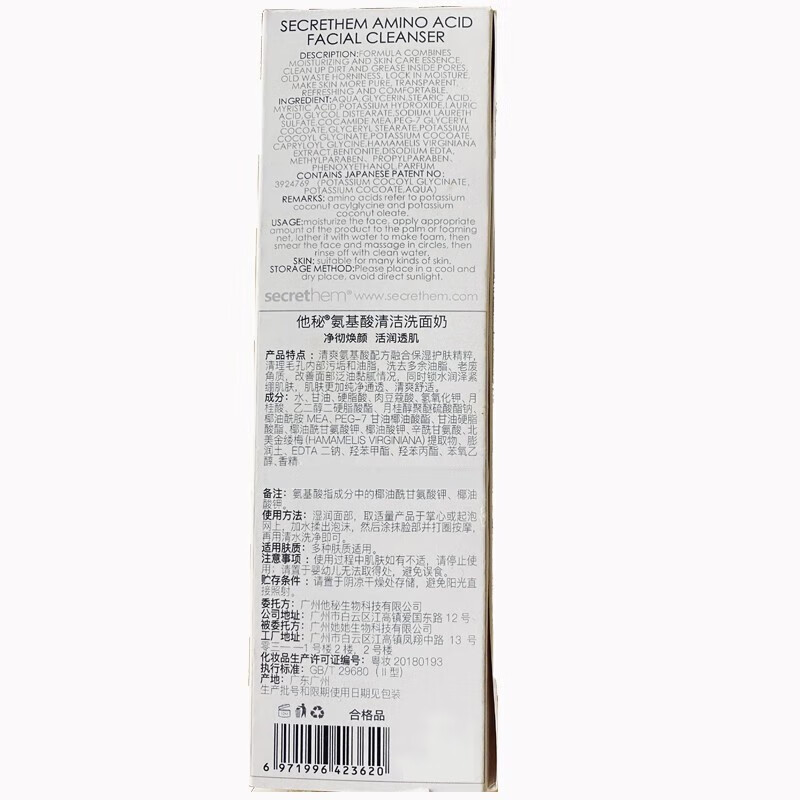 SECRETHEM AMINO ACID
FACIAL CLEANSER
DESCRIPTION:FORMULA COMBINES
MOISTURIZING AND SKIN CARE ESSENCE,
CLEAN UP DIRT AND GREASE INSIDE PORES,
OLD WASTE HORNINESS, LOCK IN MOISTURE,
MAKE SKIN MORE PURE, TRANSPARENT,
REFRESHING AND COMFORTABLE.
INGREDIENT:AQUA,GLYCERIN,STEARIC ACID,
MYRISTIC ACID,POTASSIUM HYDROXIDE,LAURIC
ACID,GLYCOL DISTEARATE,SODIUM LAURETH
SULFATE,COCAMIDE MEA,PEG-7 GLYCERYL
COCOATE,GLYCERYL STEARATE,POTASSIUM
COCOYL GLYCINATE,POTASSIUM COCOATE,
CAPRYLOYL GLYCINE,HAMAMELIS VIRGINIANA
EXTRACT,BENTONITE,DISODIUM EDTA,
METHYLPARABEN, PROPYLPARABEN,
PHENOXYETHANOL,PARFUM
CONTAINS JAPANESE PATENT NO:
3924769 (POTASSIUM COCOYL GLYCINATE,
POTASSIUM COCOATE,AQUA)
REMARKS: amino acids refer to potassium
coconut acylglycine and potassium
coconut oleate.
USAGE:moisturize the face, apply appropriate
amount of the product to the palm or foaming
net, lather it with water to make foam, then
smear the face and massage in circles, then
rinse off with clean water.
SKIN: suitable for many kinds of skin.
STORAGE METHOD:Please place in a cool and
dry place, avoid direct sunlight.
secrethem® www.secrethem.com
他秘®氨基酸清洁洗面奶
净彻焕颜 活润透肌
产品特点：清爽氨基酸配方融合保湿护肤精粹,
清理毛孔内部污垢和油脂，洗去多余油脂、老废
角质，改善面部泛油黏腻情况，同时锁水润泽紧
绷肌肤，肌肤更加纯净通透、清爽舒适。
成分：水、甘油、硬脂酸、肉豆蔻酸、氢氧化钾、月
桂酸、乙二醇二硬脂酸酯、月桂醇聚醚硫酸酯钠、
椰油酰胺 MEA、PEG-7 甘油椰油酸酯、甘油硬脂
酸酯、椰油酰甘氨酸钾、椰油酸钾、辛酰甘氨酸、北
美金缕梅(HAMAMELIS VIRGINIANA)提取物、膨
润土、EDTA 二钠、羟苯甲酯、羟苯丙酯、苯氧乙
醇、香精
备注：氨基酸指成分中的椰油酰甘氨酸钾、椰油
酸钾。
使用方法：湿润面部，取适量产品于掌心或起泡
网上，加水揉出泡沫，然后涂抹脸部并打圈按摩，
再用清水洗净即可。
适用肤质：多种肤质适用。
注意事项：使用过程中肌肤如有不适，请停止使
用；请置于婴幼儿无法取得处，避免误食。
贮存条件：请置于阴凉干燥处存储，避免阳光直
接照射。
委托方：广州他秘生物科技有限公司
公司地址：广州市白云区江高镇爱国东路 12 号
被委托方：广州她她生物科技有限公司
工厂地址：广州市白云区江高镇凤翔中路 13 号
零三一一1号楼2楼，2号楼
化妆品生产许可证编号：粤妆 20180193
执行标准：GB/T 29680（Ⅱ型）
产地：广东广州
生产批号和限期使用日期见包装
合格品
6 971996 423620